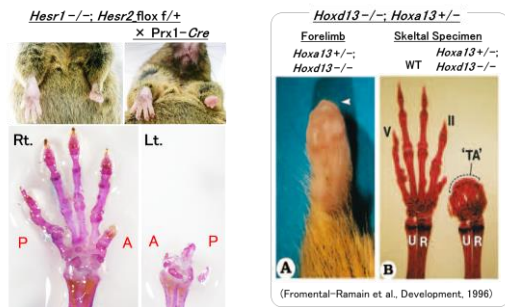 Hesr1 -/-; Hesr2 flox f/+
× Prx1-Cre
Rt.
Lt.
P
A
A
P
Hoxd13 -/-; Hoxa13 +/-
Forelimb
Hoxa13 +/-;
Hoxd13 -/-
Skeltal Specimen
WT
Hoxa13 +/-;
Hoxd13 -/-
V
II
'TA'
U R
U R
A
B
(Fromental-Ramain et al., Development, 1996)